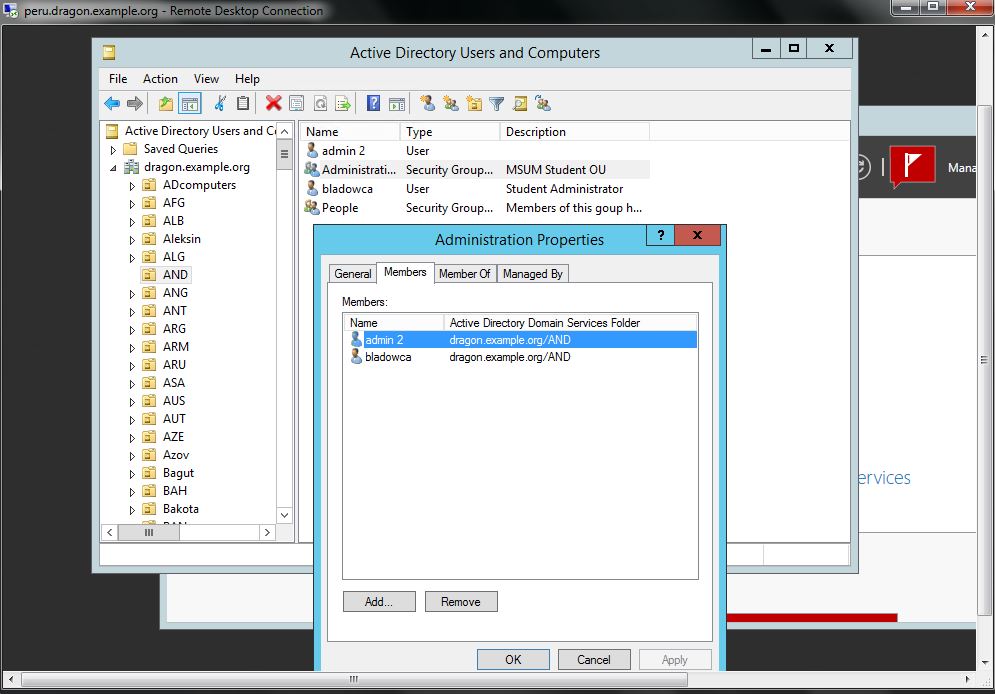 peru.dragon.example.org - Remote Desktop Connection
Active Directory Users and Computers
File Action View Help
Active Directory Users and Co
Saved Queries
dragon.example.org
ADcomputers
AFG
ALB
Aleksin
ALG
AND
ANG
ANT
ARG
ARM
ARU
ASA
AUS
AUT
AZE
Azov
Bagut
BAH
Bakota
Name Type Description
admin 2 User
Administrati... Security Group... MSUM Student OU
bladowca User Student Administrator
People Security Group... Members of this goup h...
Mana
ervices
Administration Properties
? X
General Members Member Of Managed By
Members:
Name Active Directory Domain Services Folder
admin 2 dragon.example.org/AND
bladowca dragon.example.org/AND
Add... Remove
OK Cancel Apply